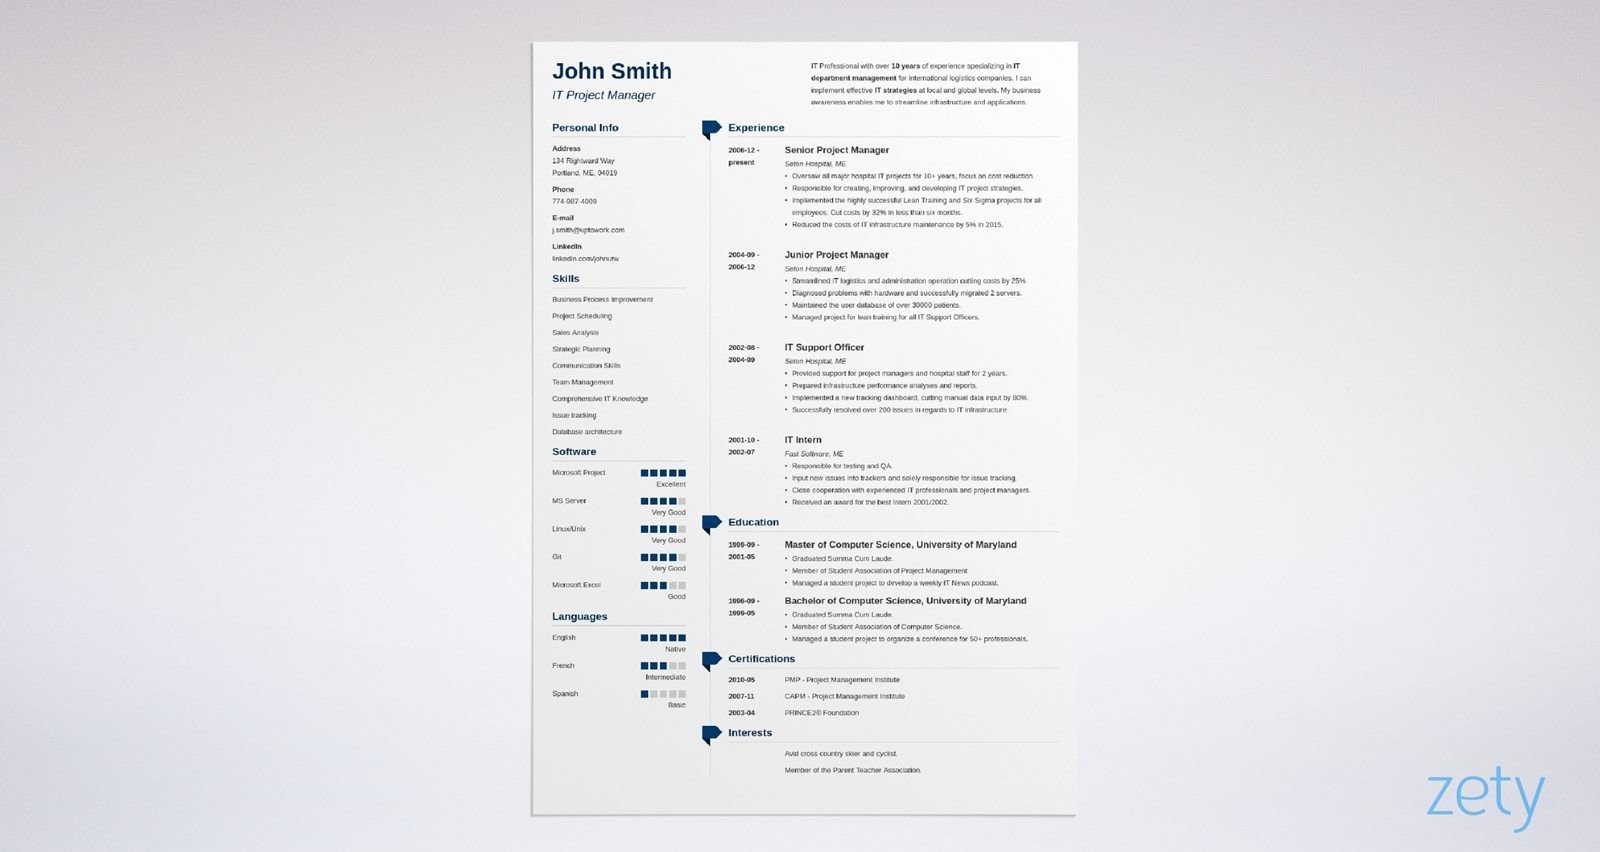 John Smith
IT Project Manager
IT Professional with over 10 years of experience specializing in IT
department management for international logistics companies. I can
implement effective IT strategies at local and global levels. My business
awareness enables me to streamline infrastructure and applications.
Personal Info
Address
134 Rightward Way
Portland, ME, 04019
Phone
774-987-4009
E-mail
j.smith@uptowork.com
LinkedIn
linkedin.com/johnutw
Skills
Business Process Improvement
Project Scheduling
Sales Analysis
Strategic Planning
Communication Skills
Team Management
Comprehensive IT Knowledge
Issue tracking
Database architecture
Software
Microsoft Project
Excellent
MS Server
Very Good
Linux/Unix
Very Good
Git
Very Good
Microsoft Excel
Good
Languages
English
Native
French
Intermediate
Spanish
Basic
Experience
2006-12 -
present
Senior Project Manager
Seton Hospital, ME
• Oversaw all major hospital IT projects for 10+ years, focus on cost reduction.
• Responsible for creating, improving, and developing IT project strategies.
• Implemented the highly successful Lean Training and Six Sigma projects for all
employees. Cut costs by 32% in less than six months.
• Reduced the costs of IT infrastructure maintenance by 5% in 2015.
2004-09 -
2006-12
Junior Project Manager
Seton Hospital, ME
• Streamlined IT logistics and administration operation cutting costs by 25%
• Diagnosed problems with hardware and successfully migrated 2 servers.
• Maintained the user database of over 30000 patients.
• Managed project for lean training for all IT Support Officers.
2002-08 -
2004-09
IT Support Officer
Seton Hospital, ME
• Provided support for project managers and hospital staff for 2 years.
• Prepared infrastructure performance analyses and reports.
• Implemented a new tracking dashboard, cutting manual data input by 80%.
• Successfully resolved over 200 issues in regards to IT infrastructure.
2001-10 -
2002-07
IT Intern
Fast Software, ME
• Responsible for testing and QA.
• Input new issues into trackers and solely responsible for issue tracking.
• Close cooperation with experienced IT professionals and project managers.
• Received an award for the best Intern 2001/2002.
Education
1999-09 -
2001-05
Master of Computer Science, University of Maryland
• Graduated Summa Cum Laude.
• Member of Student Association of Project Management
• Managed a student project to develop a weekly IT News podcast.
1996-09 -
1999-05
Bachelor of Computer Science, University of Maryland
• Graduated Summa Cum Laude.
• Member of Student Association of Computer Science.
• Managed a student project to organize a conference for 50+ professionals.
Certifications
2010-05 PMP - Project Management Institute
2007-11 CAPM - Project Management Institute
2003-04 PRINCE2® Foundation
Interests
Avid cross country skier and cyclist.
Member of the Parent Teacher Association.
zety